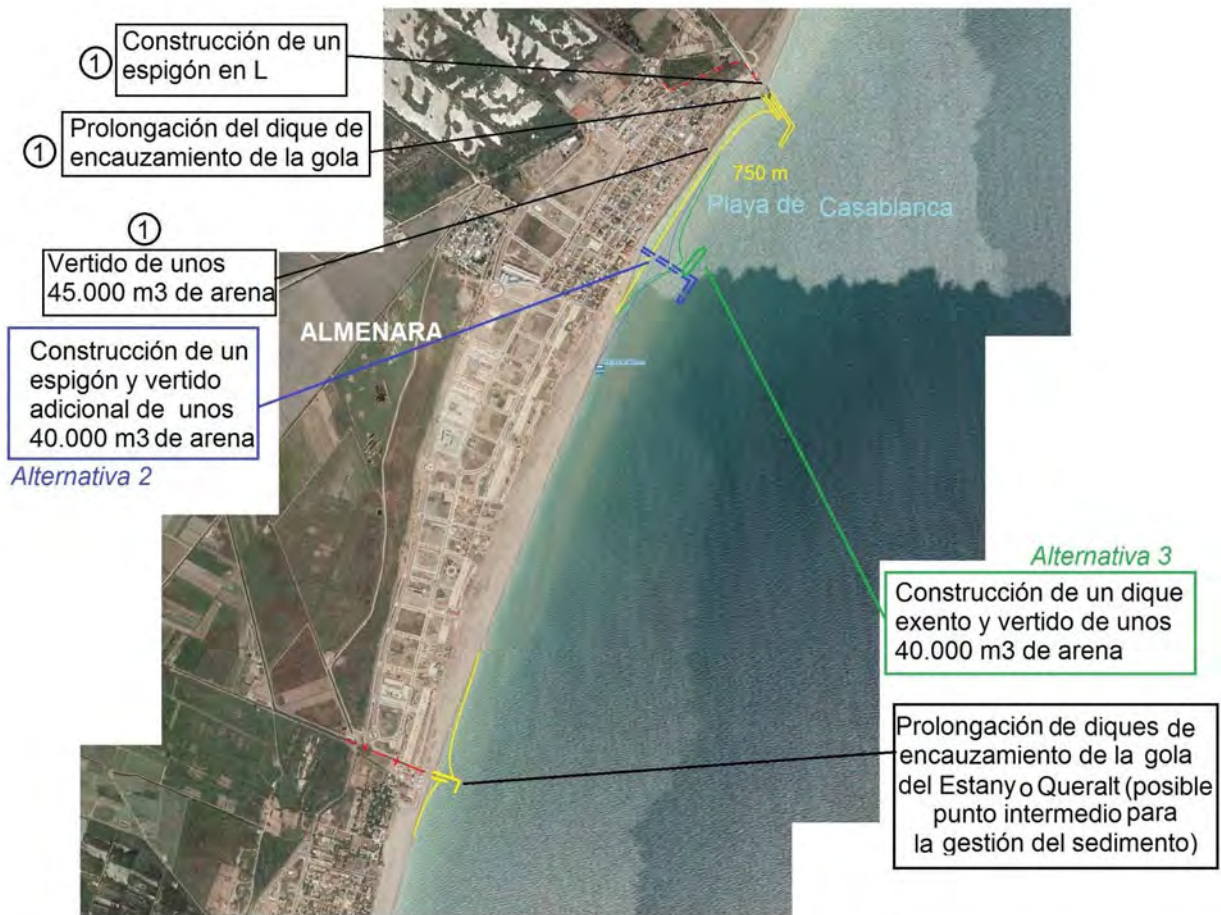 ① Construcción de un
espigón en L
① Prolongación del dique de
encauzamiento de la gola
①
Vertido de unos
45.000 m3 de arena
Construcción de un
espigón y vertido
adicional de unos
40.000 m3 de arena
Alternativa 2
750 m
Playa de Casablanca
ALMENARA
Alternativa 3
Construcción de un dique
exento y vertido de unos
40.000 m3 de arena
Prolongación de diques de
encauzamiento de la gola
del Estany o Queralt (posible
punto intermedio para
la gestión del sedimento)